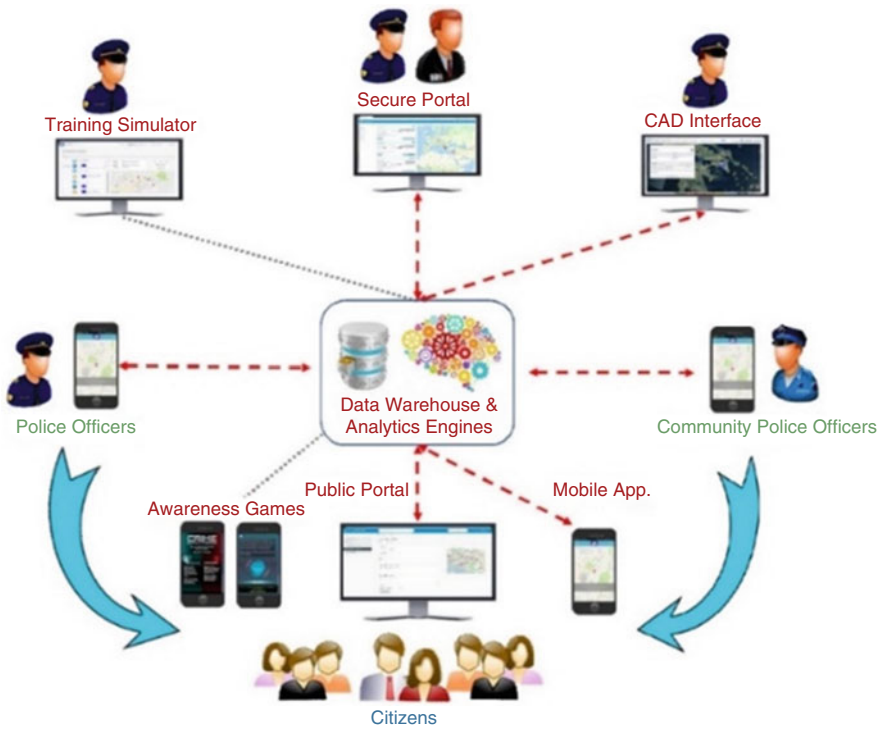 Secure Portal
Training Simulator
CAD Interface
Data Warehouse &
Analytics Engines
Police Officers
Community Police Officers
Public Portal
Mobile App.
Awareness Games
CRIME
Citizens